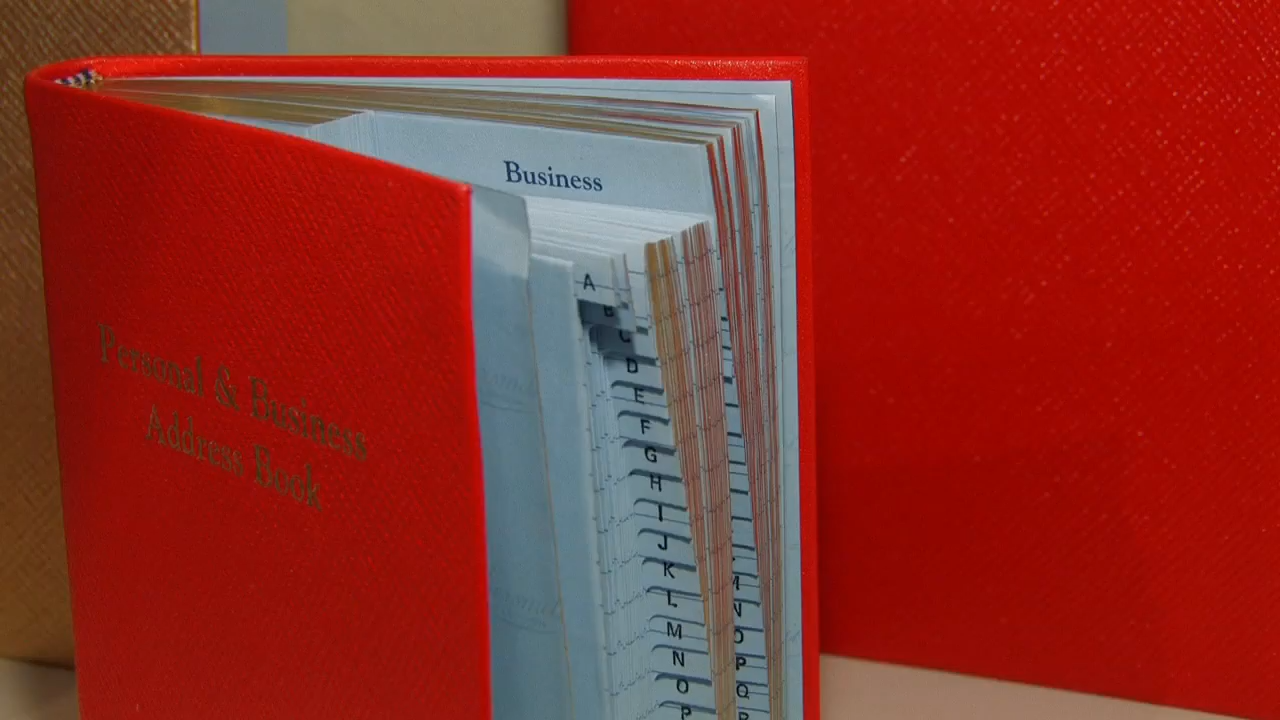 Business
Personal & Business
Address Book
A
B
C
D
E
F
G
H
I
J
K
L
M
N
O
P
M
N
O
P
Q